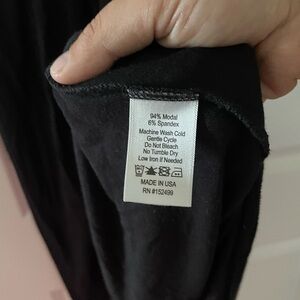 94% Modal
6% Spandex
Machine Wash Cold
Gentle Cycle
Do Not Bleach
No Tumble Dry
Low Iron if Needed
MADE IN USA
RN #152499